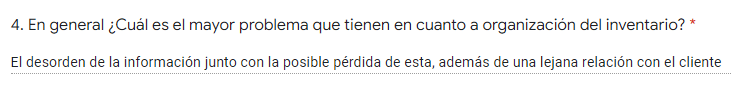 4. En general ¿Cuál es el mayor problema que tienen en cuanto a organización del inventario? *
El desorden de la información junto con la posible pérdida de esta, además de una lejana relación con el cliente